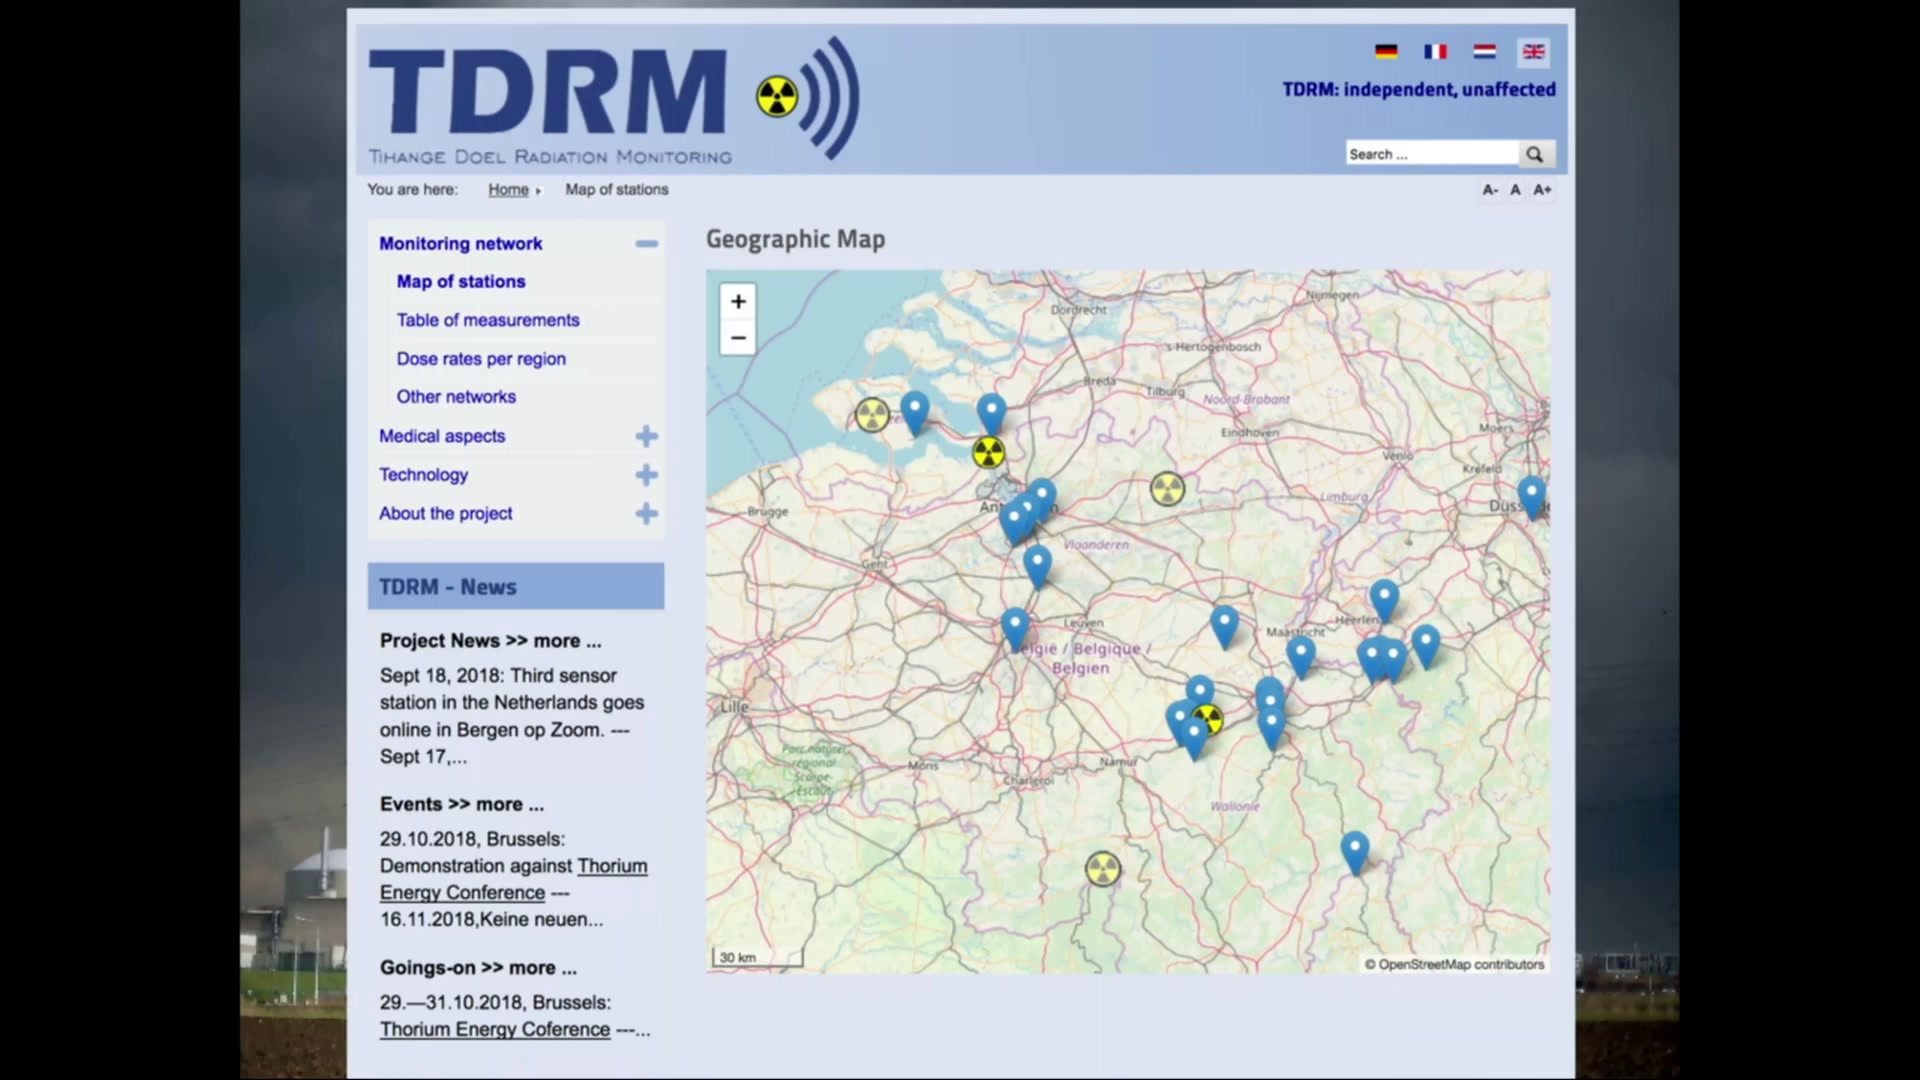 TDRM
TIHANGE DOEL RADIATION MONITORING
TDRM: independent, unaffected
Search ...
You are here: Home Map of stations
A- A A+
Monitoring network
Map of stations
Table of measurements
Dose rates per region
Other networks
Medical aspects
Technology
About the project
TDRM - News
Project News >> more ...
Sept 18, 2018: Third sensor
station in the Netherlands goes
online in Bergen op Zoom. ---
Sept 17,...
Events >> more ...
29.10.2018, Brussels:
Demonstration against Thorium
Energy Conference ---
16.11.2018,Keine neuen...
Goings-on >> more ...
29.—31.10.2018, Brussels:
Thorium Energy Coference ---...
Geographic Map
+
−
Nijmegen
Dordrecht
's-Hertogenbosch
Breda
Tilburg
Noord-Brabant
Moers
Eindhoven
Venlo
Krefeld
Limburg
Brugge
Vlaanderen
Gent
Leuven
Heerlen
Maastricht
België / Belgique /
Belgien
Lille
Parc naturel
régional
Scarpe-
Escaut
Mons
Namur
Charleroi
Wallonie
30 km
© OpenStreetMap contributors